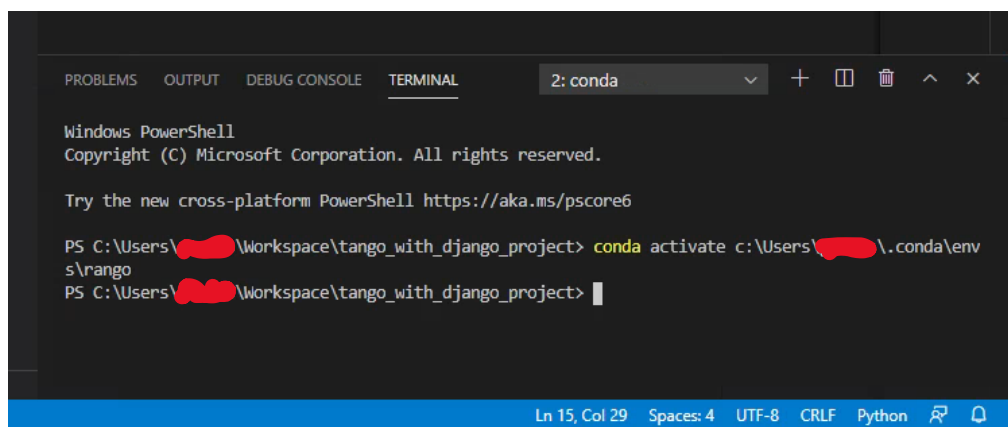 PROBLEMS OUTPUT DEBUG CONSOLE TERMINAL 2: conda
Windows PowerShell
Copyright (C) Microsoft Corporation. All rights reserved.
Try the new cross-platform PowerShell https://aka.ms/pscore6
PS C:\Users\ \Workspace\tango_with_django_project> conda activate c:\Users\ \.conda\env
s\rango
PS C:\Users\ \Workspace\tango_with_django_project>
Ln 15, Col 29 Spaces: 4 UTF-8 CRLF Python